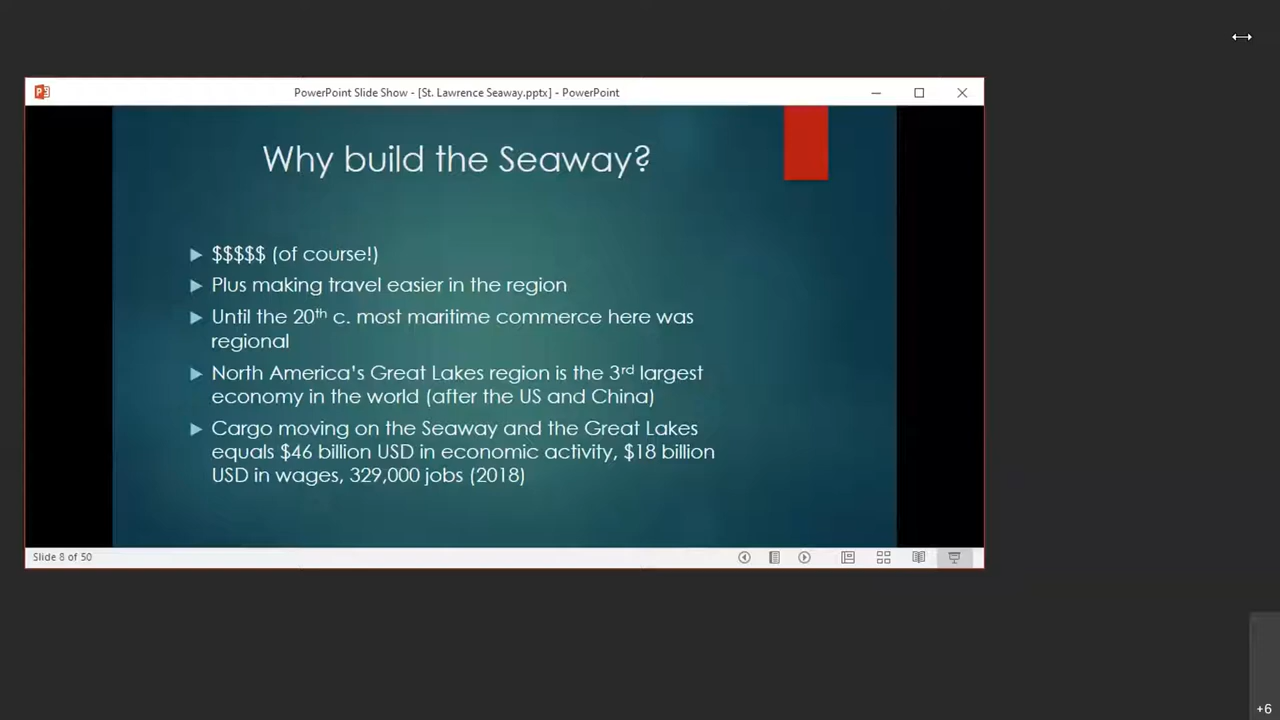 PowerPoint Slide Show - [St. Lawrence Seaway.pptx] - PowerPoint
Why build the Seaway?
$$$$$ (of course!)
Plus making travel easier in the region
Until the 20th c. most maritime commerce here was
regional
North America's Great Lakes region is the 3rd largest
economy in the world (after the US and China)
Cargo moving on the Seaway and the Great Lakes
equals $46 billion USD in economic activity, $18 billion
USD in wages, 329,000 jobs (2018)
Slide 8 of 50
+6